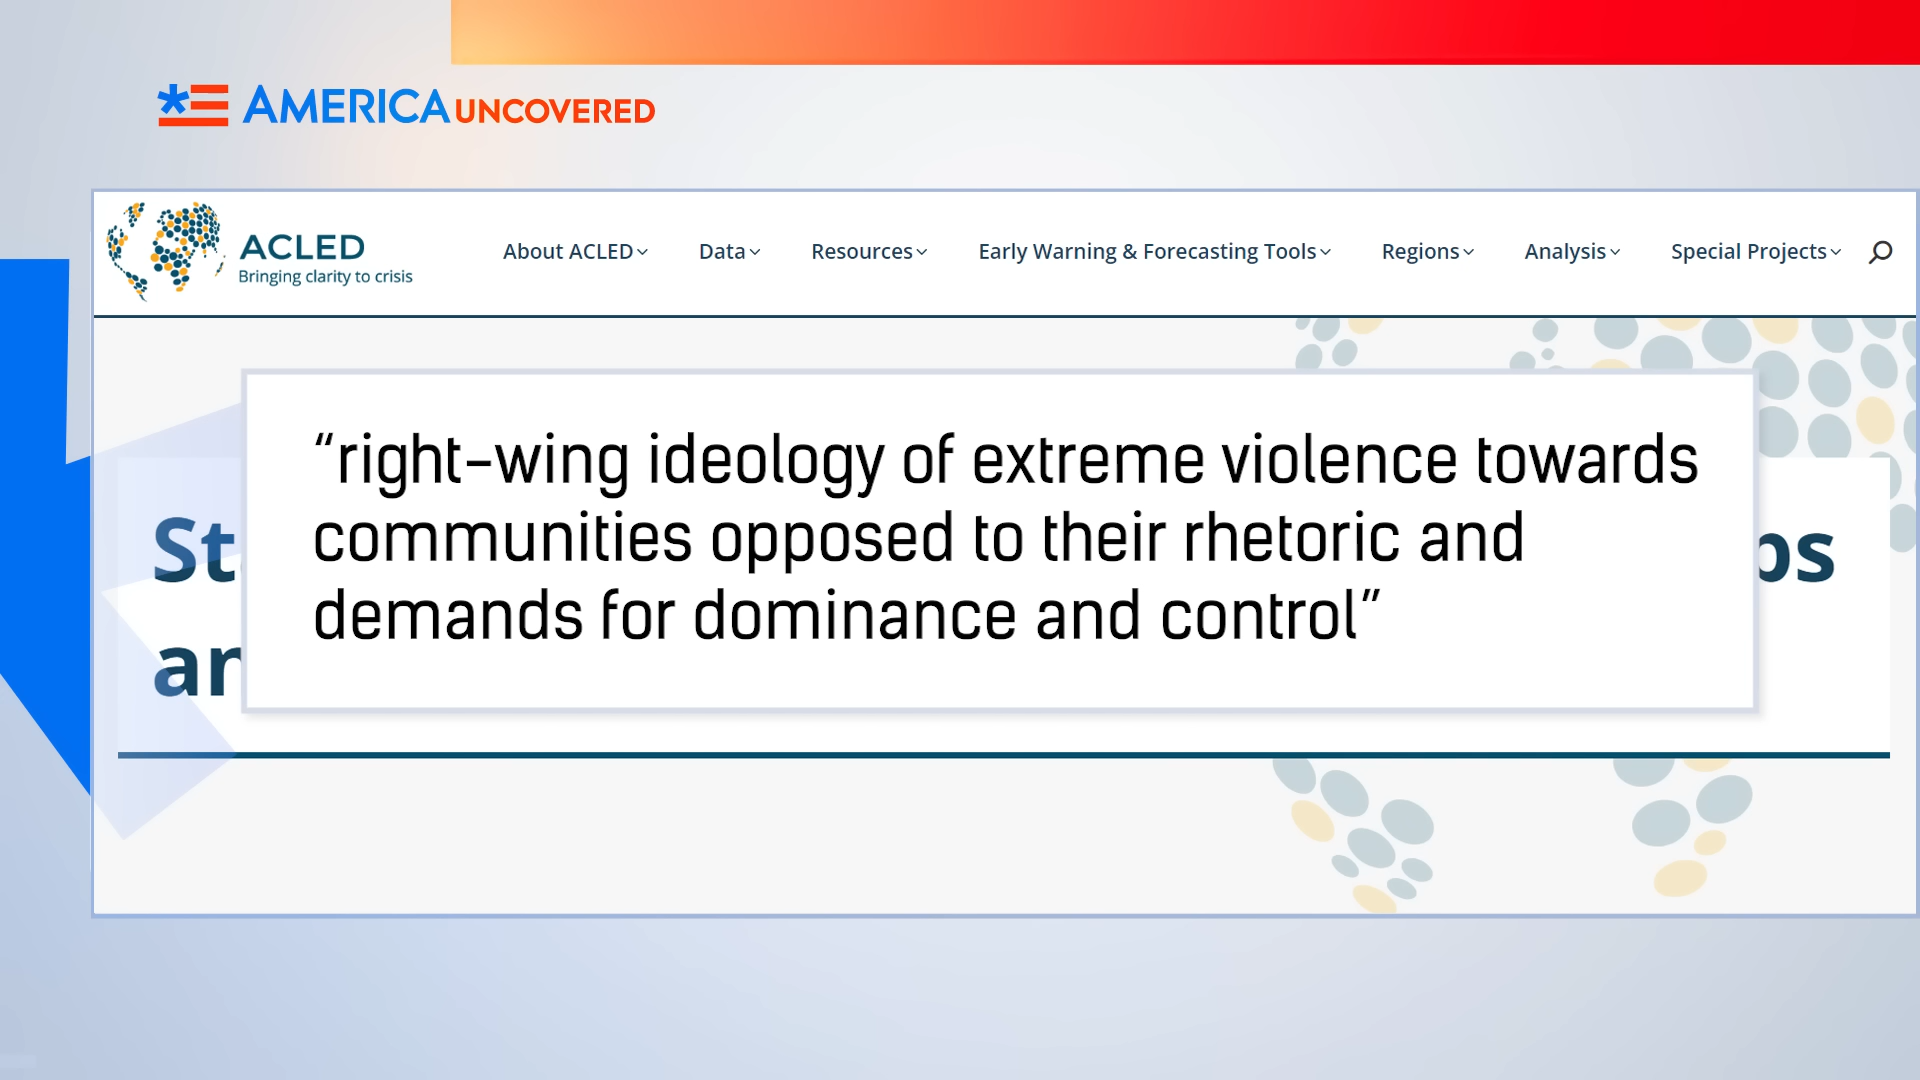 AMERICA UNCOVERED
ACLED
Bringing clarity to crisis
About ACLED
Data
Resources
Early Warning & Forecasting Tools
Regions
Analysis
Special Projects
“right-wing ideology of extreme violence towards
communities opposed to their rhetoric and
demands for dominance and control”